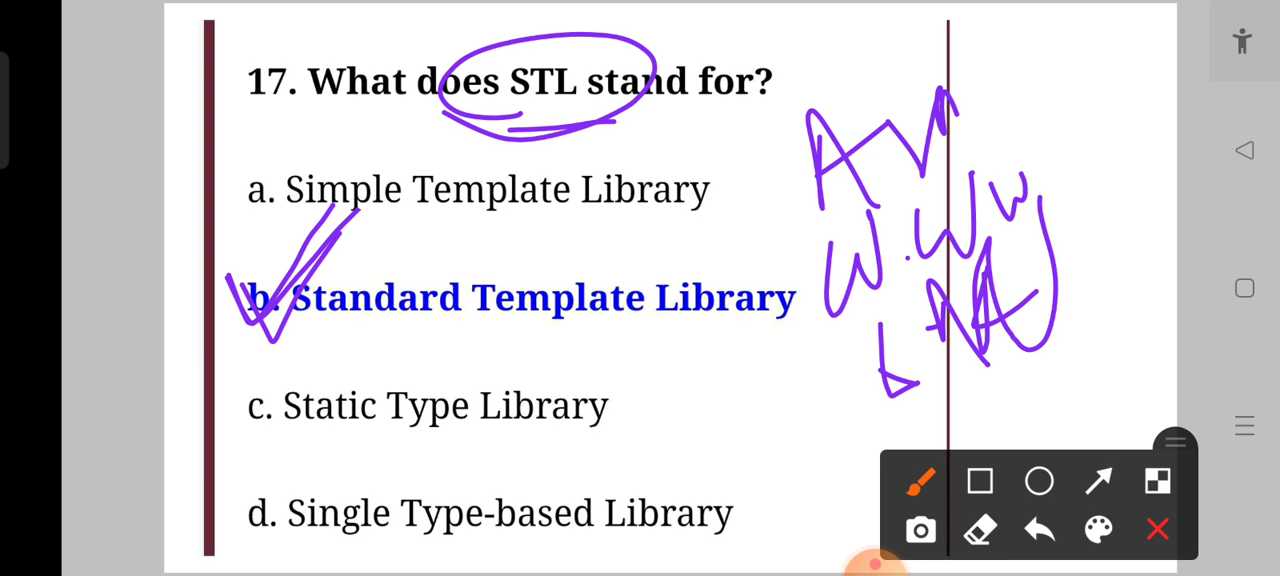 17. What does STL stand for?
a. Simple Template Library
b. Standard Template Library
c. Static Type Library
d. Single Type-based Library